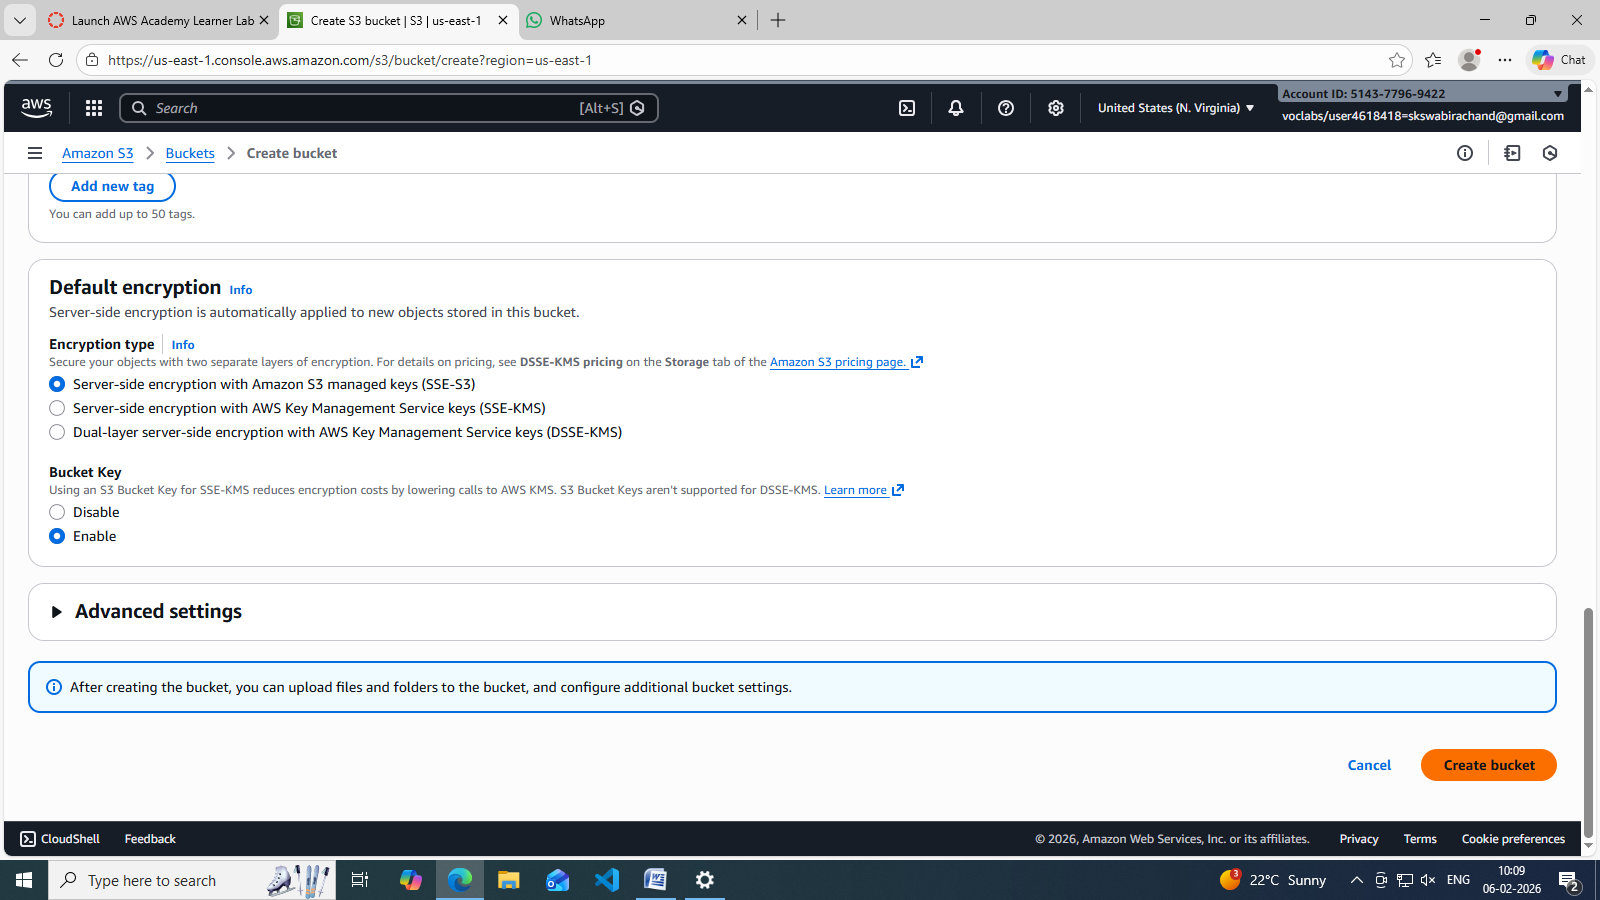 Launch AWS Academy Learner Lab
Create S3 bucket | S3 | us-east-1
WhatsApp
https://us-east-1.console.aws.amazon.com/s3/bucket/create?region=us-east-1
Chat
aws
Search
[Alt+S]
United States (N. Virginia)
Account ID: 5143-7796-9422
voclabs/user4618418=skswabirachand@gmail.com
Amazon S3
Buckets
Create bucket
Add new tag
You can add up to 50 tags.
Default encryption Info
Server-side encryption is automatically applied to new objects stored in this bucket.
Encryption type Info
Secure your objects with two separate layers of encryption. For details on pricing, see DSSE-KMS pricing on the Storage tab of the Amazon S3 pricing page.
Server-side encryption with Amazon S3 managed keys (SSE-S3)
Server-side encryption with AWS Key Management Service keys (SSE-KMS)
Dual-layer server-side encryption with AWS Key Management Service keys (DSSE-KMS)
Bucket Key
Using an S3 Bucket Key for SSE-KMS reduces encryption costs by lowering calls to AWS KMS. S3 Bucket Keys aren't supported for DSSE-KMS. Learn more
Disable
Enable
Advanced settings
After creating the bucket, you can upload files and folders to the bucket, and configure additional bucket settings.
Cancel
Create bucket
CloudShell
Feedback
© 2026, Amazon Web Services, Inc. or its affiliates.
Privacy
Terms
Cookie preferences
Type here to search
3
22°C Sunny
ENG
10:09
06-02-2026
2